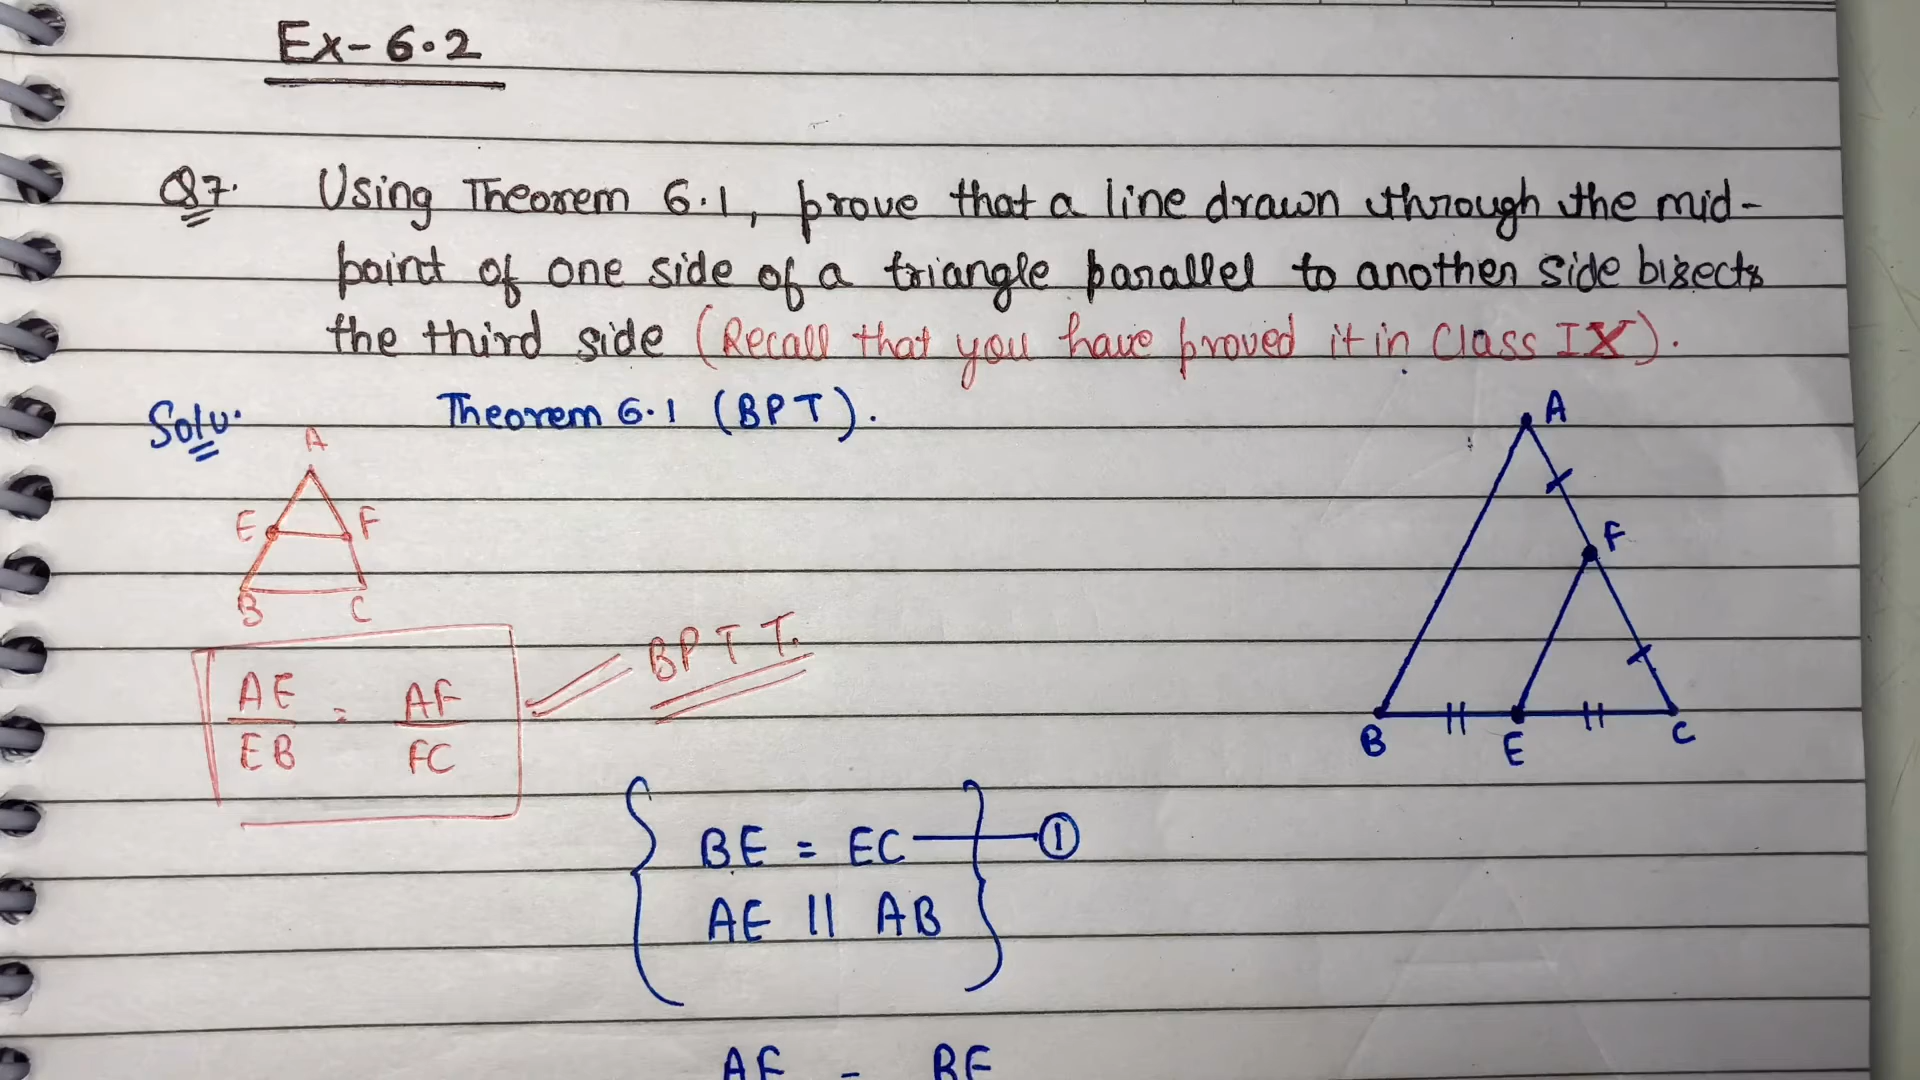 Ex-6.2
Q7. Using Theorem 6.1, prove that a line drawn through the mid-
point of one side of a triangle parallel to another side bisects
the third side (Recall that you have proved it in Class IX).
Solu.
Theorem 6.1 (BPT).
A
E F
B C
AE/EB = AF/FC
BPT T.
A
F
B E C
BE = EC — ①
AE || AB
AF = BE